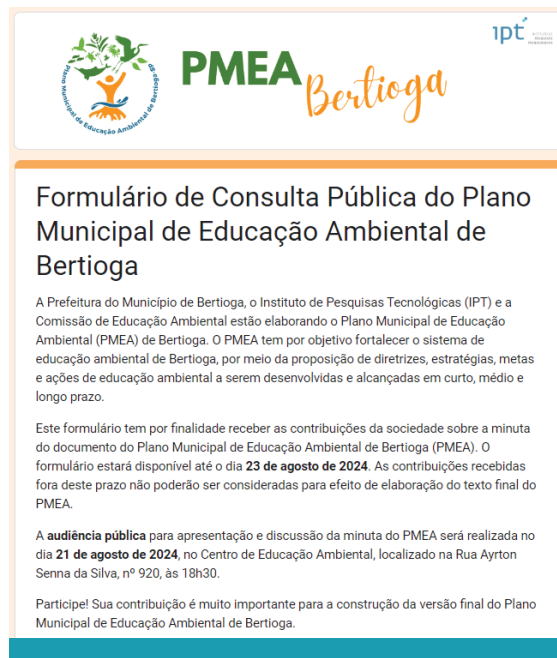 ipt
INSTITUTO
PESQUISAS
TECNOLÓGICAS
PMEA
Bertioga
Plano Municipal de Educação Ambiental de Bertioga-SP
Formulário de Consulta Pública do Plano
Municipal de Educação Ambiental de
Bertioga
A Prefeitura do Município de Bertioga, o Instituto de Pesquisas Tecnológicas (IPT) e a
Comissão de Educação Ambiental estão elaborando o Plano Municipal de Educação
Ambiental (PMEA) de Bertioga. O PMEA tem por objetivo fortalecer o sistema de
educação ambiental de Bertioga, por meio da proposição de diretrizes, estratégias, metas
e ações de educação ambiental a serem desenvolvidas e alcançadas em curto, médio e
longo prazo.
Este formulário tem por finalidade receber as contribuições da sociedade sobre a minuta
do documento do Plano Municipal de Educação Ambiental de Bertioga (PMEA). O
formulário estará disponível até o dia 23 de agosto de 2024. As contribuições recebidas
fora deste prazo não poderão ser consideradas para efeito de elaboração do texto final do
PMEA.
A audiência pública para apresentação e discussão da minuta do PMEA será realizada no
dia 21 de agosto de 2024, no Centro de Educação Ambiental, localizado na Rua Ayrton
Senna da Silva, nº 920, às 18h30.
Participe! Sua contribuição é muito importante para a construção da versão final do Plano
Municipal de Educação Ambiental de Bertioga.